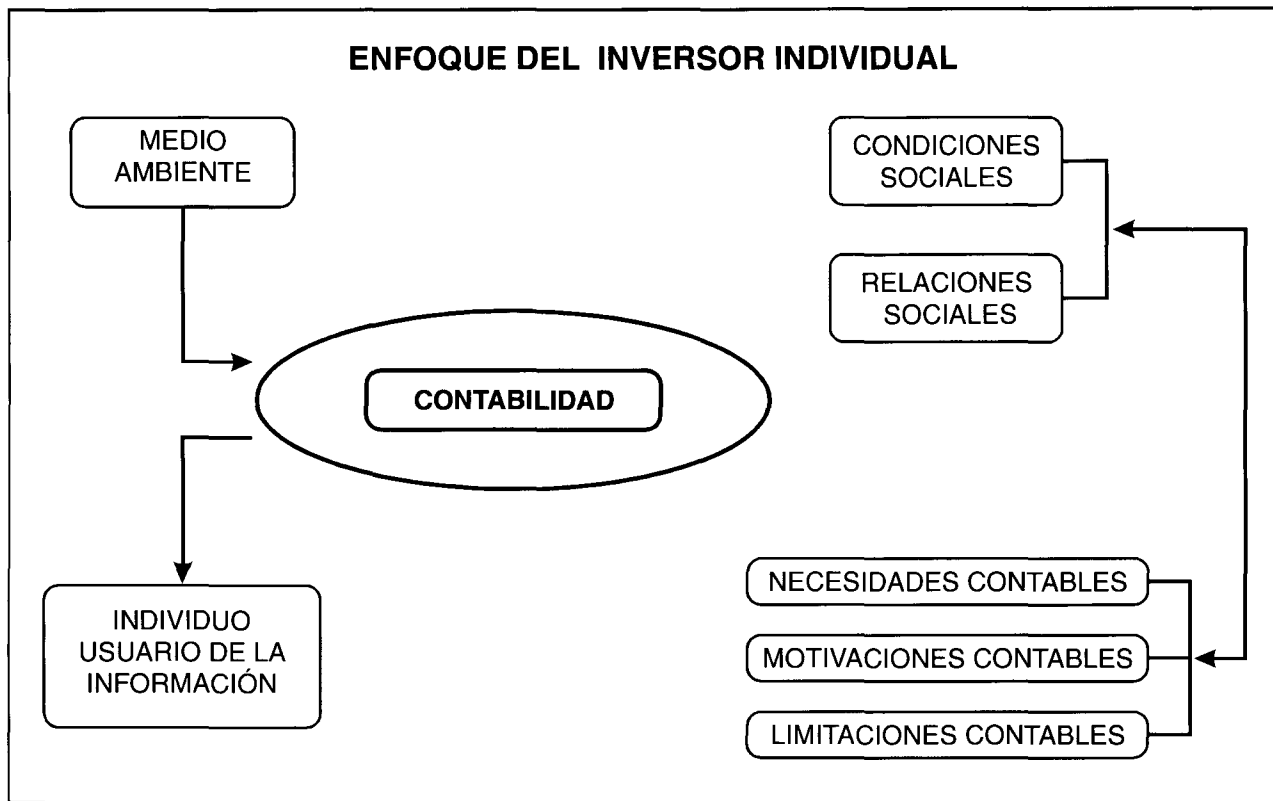 ENFOQUE DEL INVERSOR INDIVIDUAL
MEDIO
AMBIENTE
CONDICIONES
SOCIALES
RELACIONES
SOCIALES
CONTABILIDAD
INDIVIDUO
USUARIO DE LA
INFORMACIÓN
NECESIDADES CONTABLES
MOTIVACIONES CONTABLES
LIMITACIONES CONTABLES